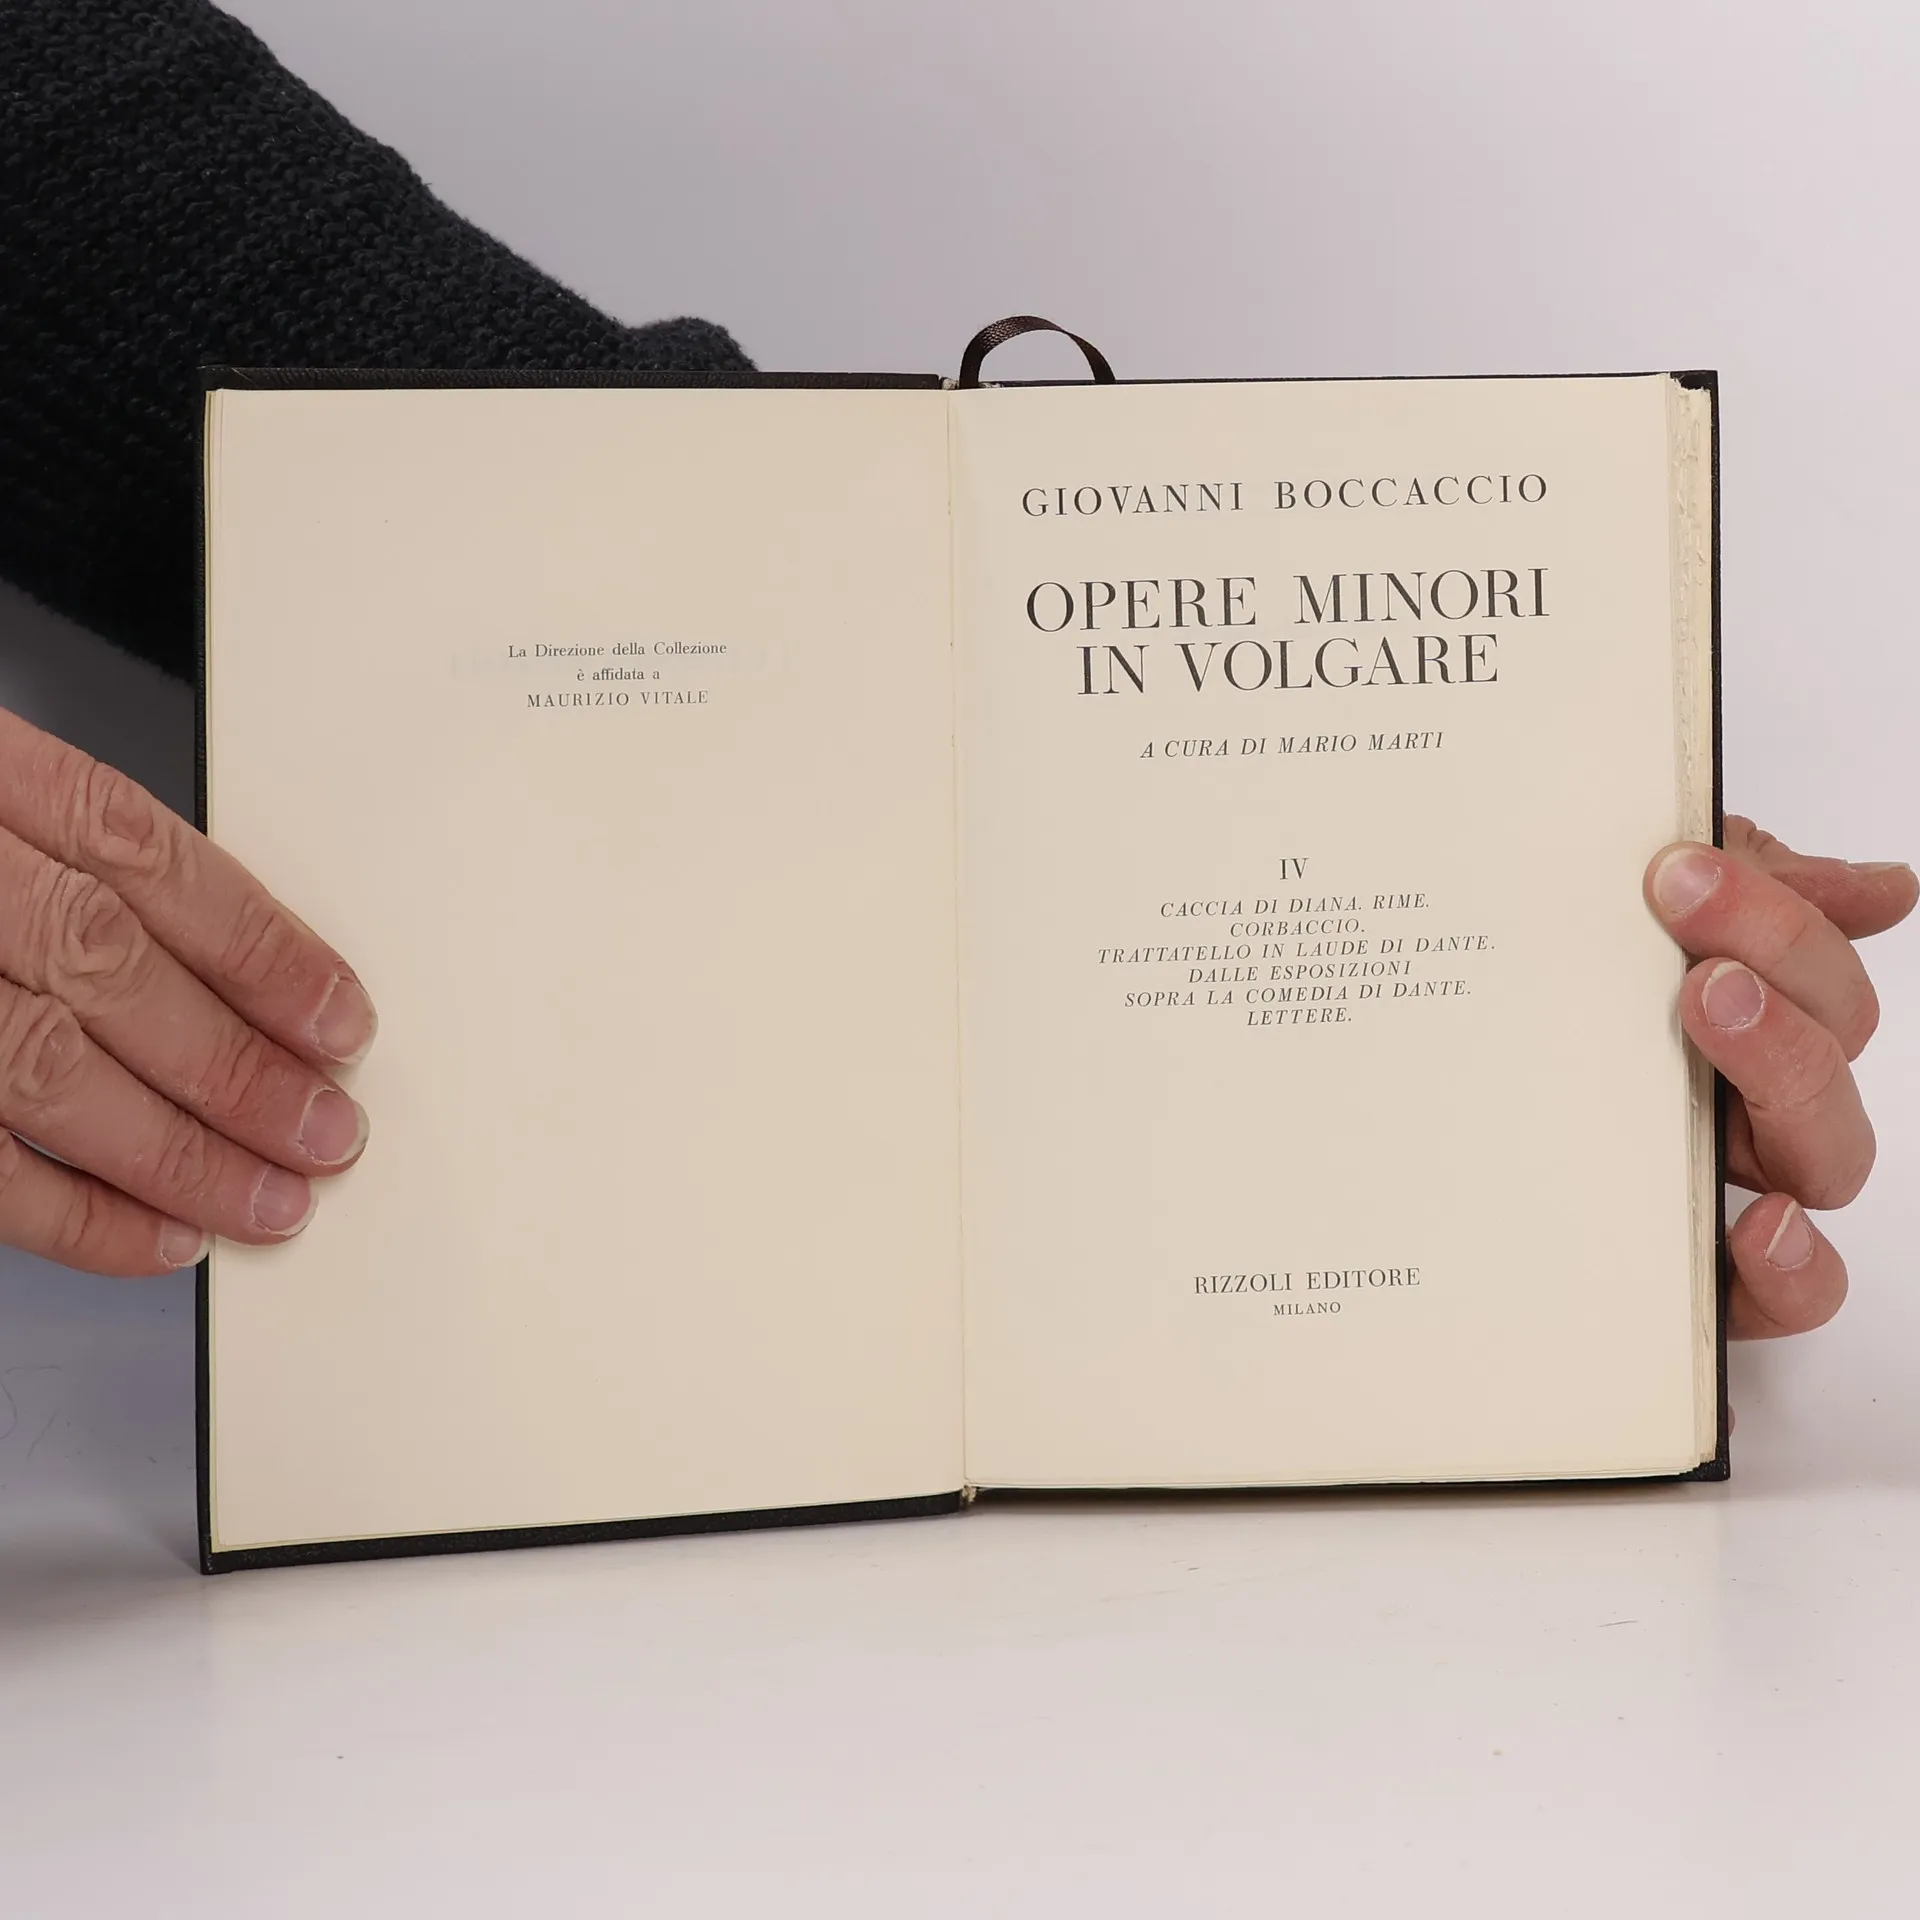 La Direzione della Collezione
è affidata a
MAURIZIO VITALE
GIOVANNI BOCCACCIO
OPERE MINORI
IN VOLGARE
A CURA DI MARIO MARTI
IV
CACCIA DI DIANA. RIME.
CORBACCIO.
TRATTATELLO IN LAUDE DI DANTE.
DALLE ESPOSIZIONI
SOPRA LA COMEDIA DI DANTE.
LETTERE.
RIZZOLI EDITORE
MILANO